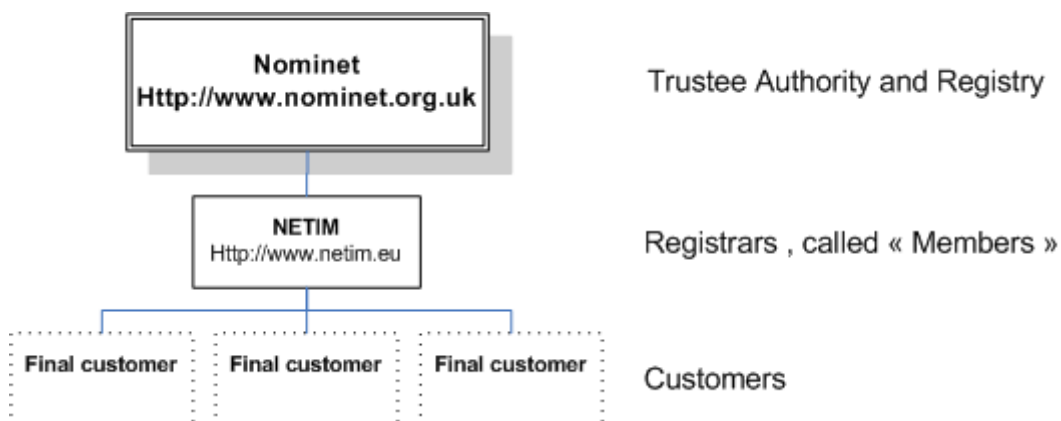 Nominet
Http://www.nominet.org.uk
Trustee Authority and Registry
NETIM
Http://www.netim.eu
Registrars , called « Members »
Final customer
Final customer
Final customer
Customers